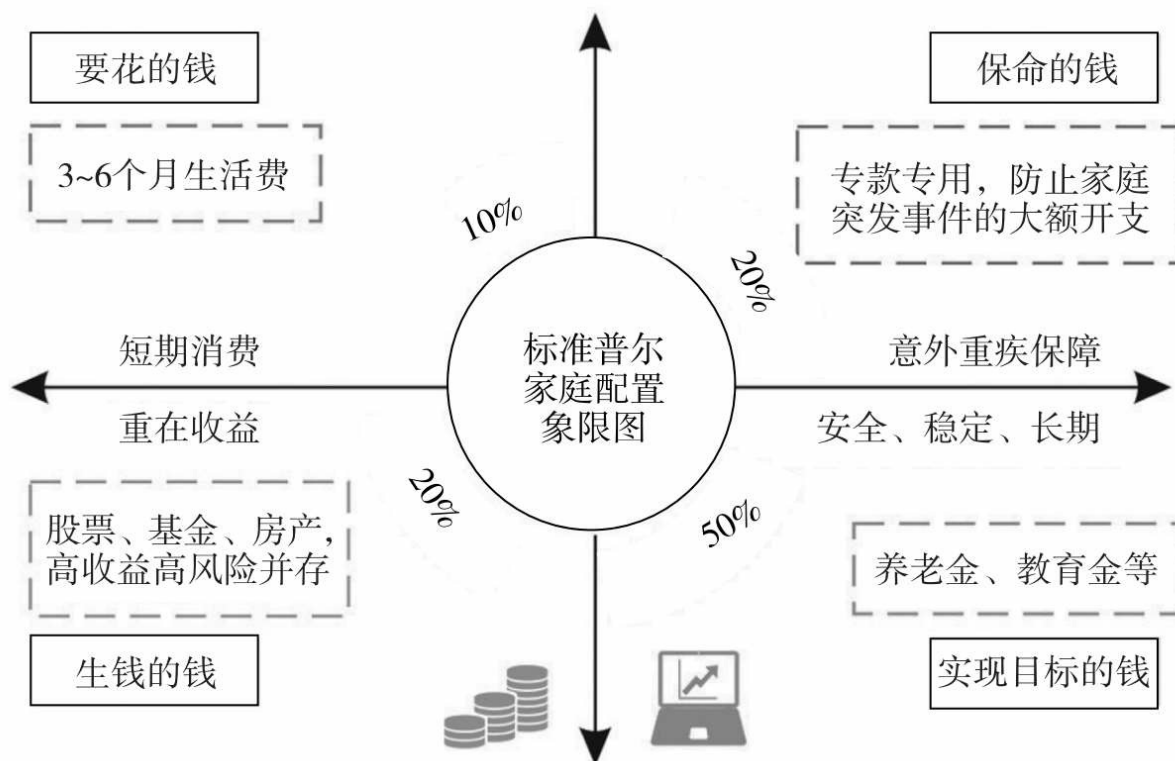 要花的钱
3~6个月生活费
10%
短期消费
保命的钱
专款专用，防止家庭
突发事件的大额开支
20%
意外重疾保障
标准普尔
家庭配置
象限图
重在收益
20%
股票、基金、房产，
高收益高风险并存
生钱的钱
安全、稳定、长期
50%
养老金、教育金等
实现目标的钱